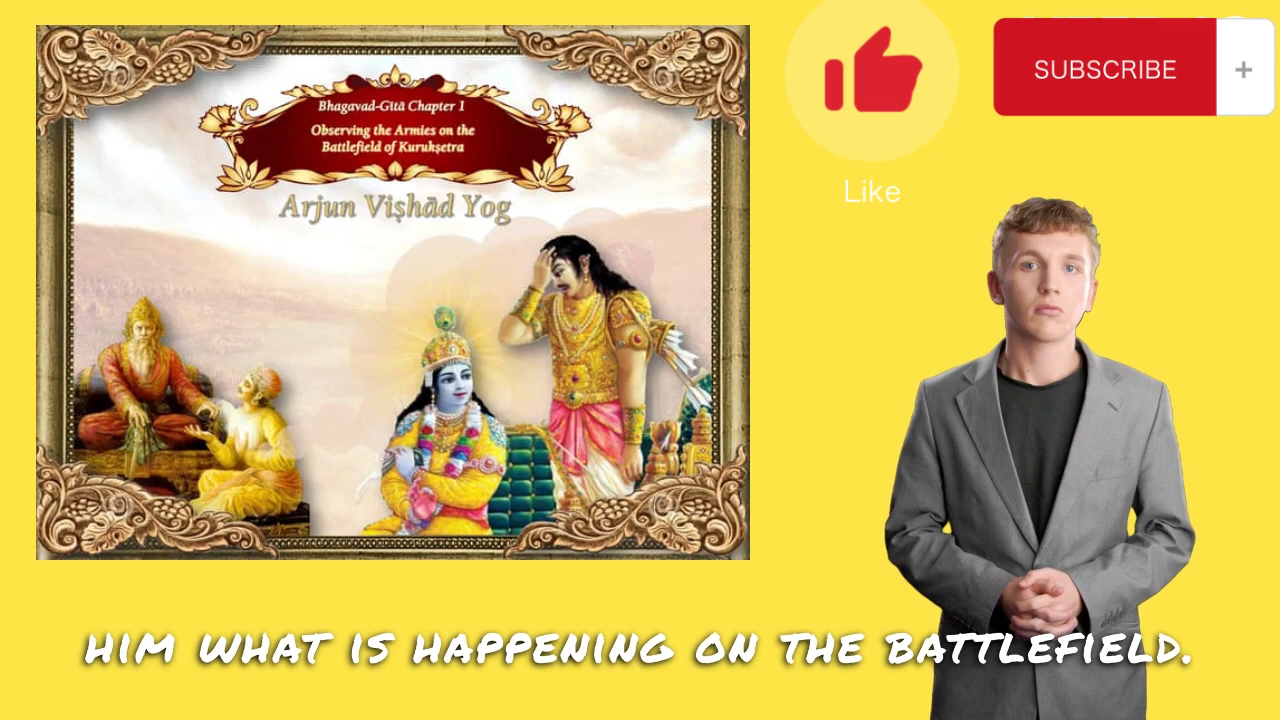 Bhagavad-Gītā Chapter 1
Observing the Armies on the
Battlefield of Kurukṣetra
Arjun Viṣhād Yog
SUBSCRIBE +
Like
HIM WHAT IS HAPPENING ON THE BATTLEFIELD.